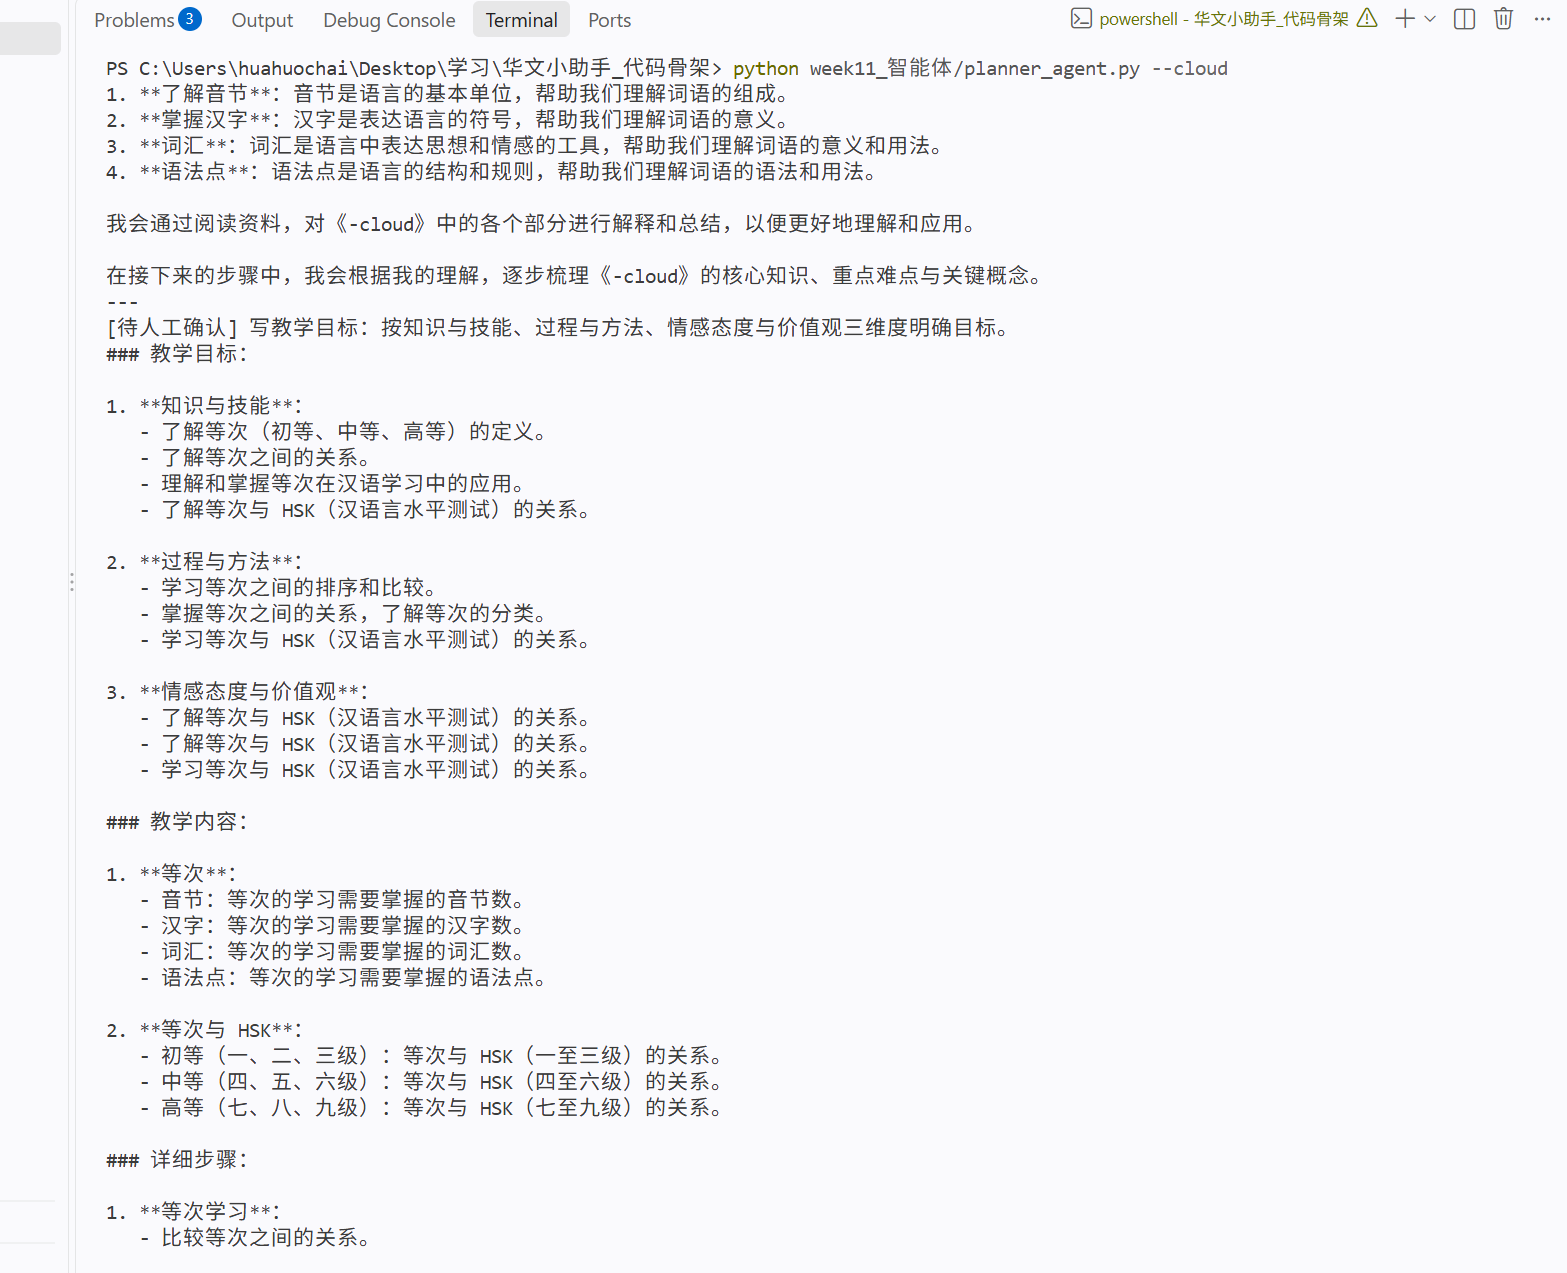 Problems 3 Output Debug Console Terminal Ports powershell - 华文小助手_代码骨架
PS C:\Users\huahuochai\Desktop\学习\华文小助手_代码骨架> python week11_智能体/planner_agent.py --cloud
1. **了解音节**：音节是语言的基本单位，帮助我们理解词语的组成。
2. **掌握汉字**：汉字是表达语言的符号，帮助我们理解词语的意义。
3. **词汇**：词汇是语言中表达思想和情感的工具，帮助我们理解词语的意义和用法。
4. **语法点**：语法点是语言的结构和规则，帮助我们理解词语的语法和用法。
我会通过阅读资料，对《-cloud》中的各个部分进行解释和总结，以便更好地理解和应用。
在接下来的步骤中，我会根据我的理解，逐步梳理《-cloud》的核心知识、重点难点与关键概念。
---
[待人工确认] 写教学目标：按知识与技能、过程与方法、情感态度与价值观三维度明确目标。
### 教学目标：
1. **知识与技能**：
- 了解等次（初等、中等、高等）的定义。
- 了解等次之间的关系。
- 理解和掌握等次在汉语学习中的应用。
- 了解等次与 HSK（汉语言水平测试）的关系。
2. **过程与方法**：
- 学习等次之间的排序和比较。
- 掌握等次之间的关系，了解等次的分类。
- 学习等次与 HSK（汉语言水平测试）的关系。
3. **情感态度与价值观**：
- 了解等次与 HSK（汉语言水平测试）的关系。
- 了解等次与 HSK（汉语言水平测试）的关系。
- 学习等次与 HSK（汉语言水平测试）的关系。
### 教学内容：
1. **等次**：
- 音节：等次的学习需要掌握的音节数。
- 汉字：等次的学习需要掌握的汉字数。
- 词汇：等次的学习需要掌握的词汇数。
- 语法点：等次的学习需要掌握的语法点。
2. **等次与 HSK**：
- 初等（一、二、三级）：等次与 HSK（一至三级）的关系。
- 中等（四、五、六级）：等次与 HSK（四至六级）的关系。
- 高等（七、八、九级）：等次与 HSK（七至九级）的关系。
### 详细步骤：
1. **等次学习**：
- 比较等次之间的关系。